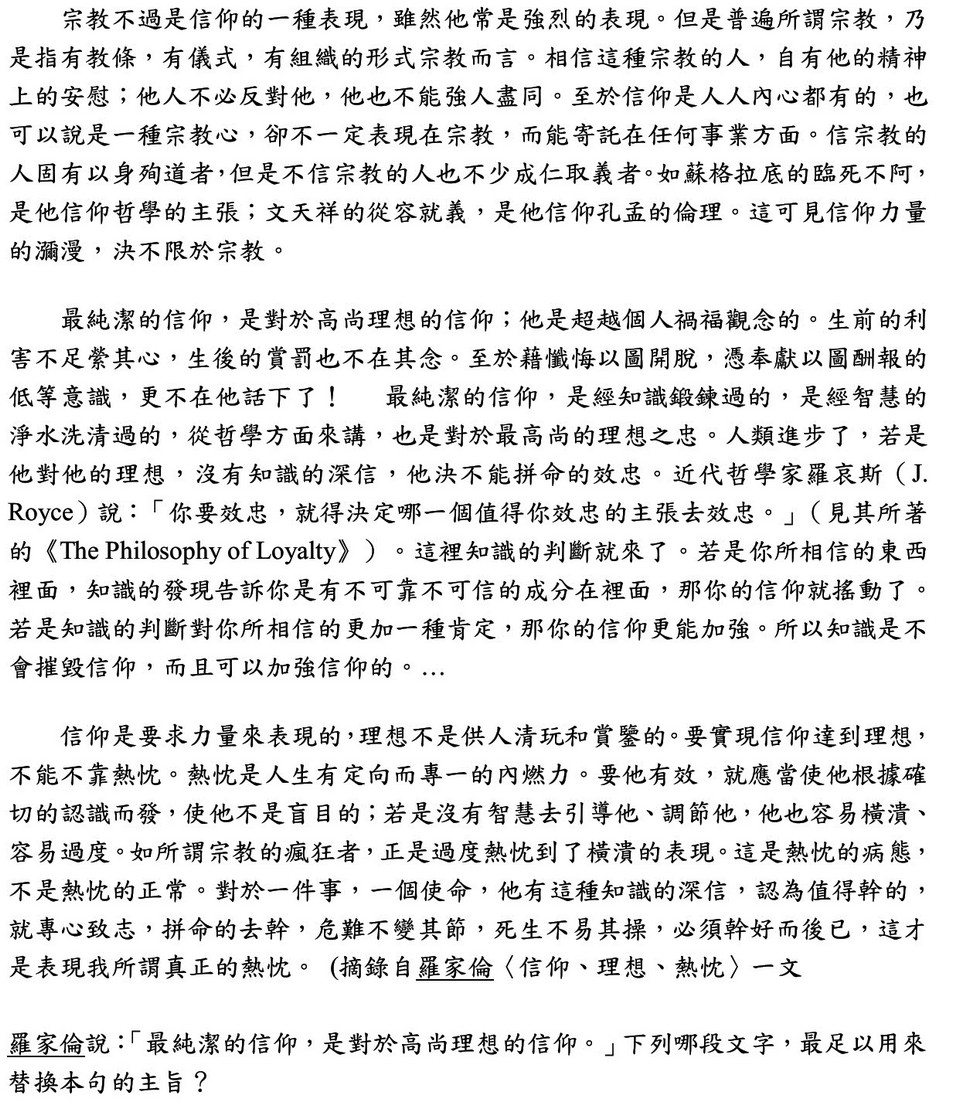 宗教不過是信仰的一種表現，雖然他常是強烈的表現。但是普遍所謂宗教，乃
是指有教條，有儀式，有組織的形式宗教而言。相信這種宗教的人，自有他的精神
上的安慰；他人不必反對他，他也不能強人盡同。至於信仰是人人內心都有的，也
可以說是一種宗教心，卻不一定表現在宗教，而能寄託在任何事業方面。信宗教的
人固有以身殉道者，但是不信宗教的人也不少成仁取義者。如蘇格拉底的臨死不阿，
是他信仰哲學的主張；文天祥的從容就義，是他信仰孔孟的倫理。這可見信仰力量
的瀰漫，決不限於宗教。
最純潔的信仰，是對於高尚理想的信仰；他是超越個人禍福觀念的。生前的利
害不足縈其心，生後的賞罰也不在其念。至於藉懺悔以圖開脫，憑奉獻以圖酬報的
低等意識，更不在他話下了！　最純潔的信仰，是經知識鍛鍊過的，是經智慧的
淨水洗清過的，從哲學方面來講，也是對於最高尚的理想之忠。人類進步了，若是
他對他的理想，沒有知識的深信，他決不能拼命的效忠。近代哲學家羅哀斯（J.
Royce）說：「你要效忠，就得決定哪一個值得你效忠的主張去效忠。」（見其所著
的《The Philosophy of Loyalty》）。這裡知識的判斷就來了。若是你所相信的東西
裡面，知識的發現告訴你是有不可靠不可信的成分在裡面，那你的信仰就搖動了。
若是知識的判斷對你所相信的更加一種肯定，那你的信仰更能加強。所以知識是不
會摧毀信仰，而且可以加強信仰的。…
信仰是要求力量來表現的，理想不是供人清玩和賞鑒的。要實現信仰達到理想，
不能不靠熱忱。熱忱是人生有定向而專一的內燃力。要他有效，就應當使他根據確
切的認識而發，使他不是盲目的；若是沒有智慧去引導他、調節他，他也容易橫潰、
容易過度。如所謂宗教的瘋狂者，正是過度熱忱到了橫潰的表現。這是熱忱的病態，
不是熱忱的正常。對於一件事，一個使命，他有這種知識的深信，認為值得幹的，
就專心致志，拼命的去幹，危難不變其節，死生不易其操，必須幹好而後已，這才
是表現我所謂真正的熱忱。 (摘錄自羅家倫〈信仰、理想、熱忱〉一文
羅家倫說：「最純潔的信仰，是對於高尚理想的信仰。」下列哪段文字，最足以用來
替換本句的主旨？